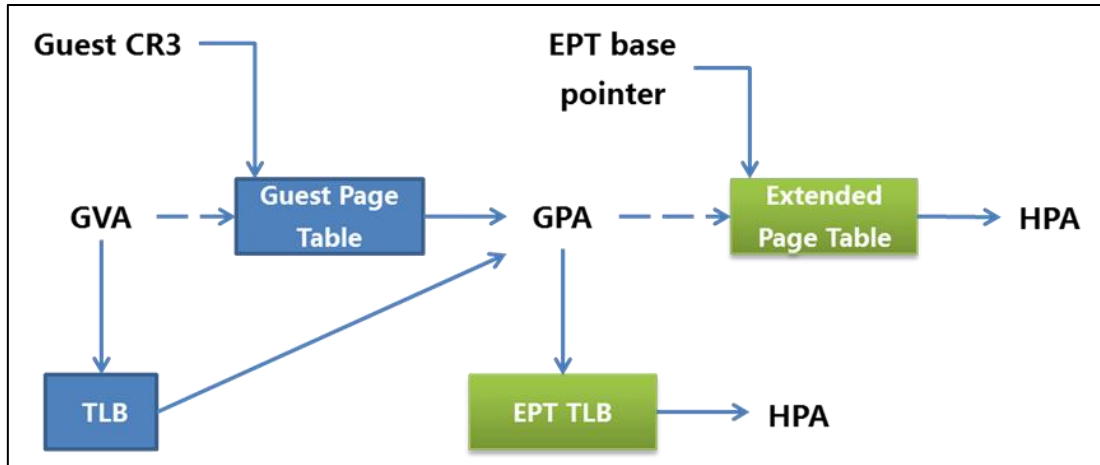 Guest CR3
EPT base
pointer
GVA
Guest Page
Table
GPA
Extended
Page Table
HPA
TLB
EPT TLB
HPA